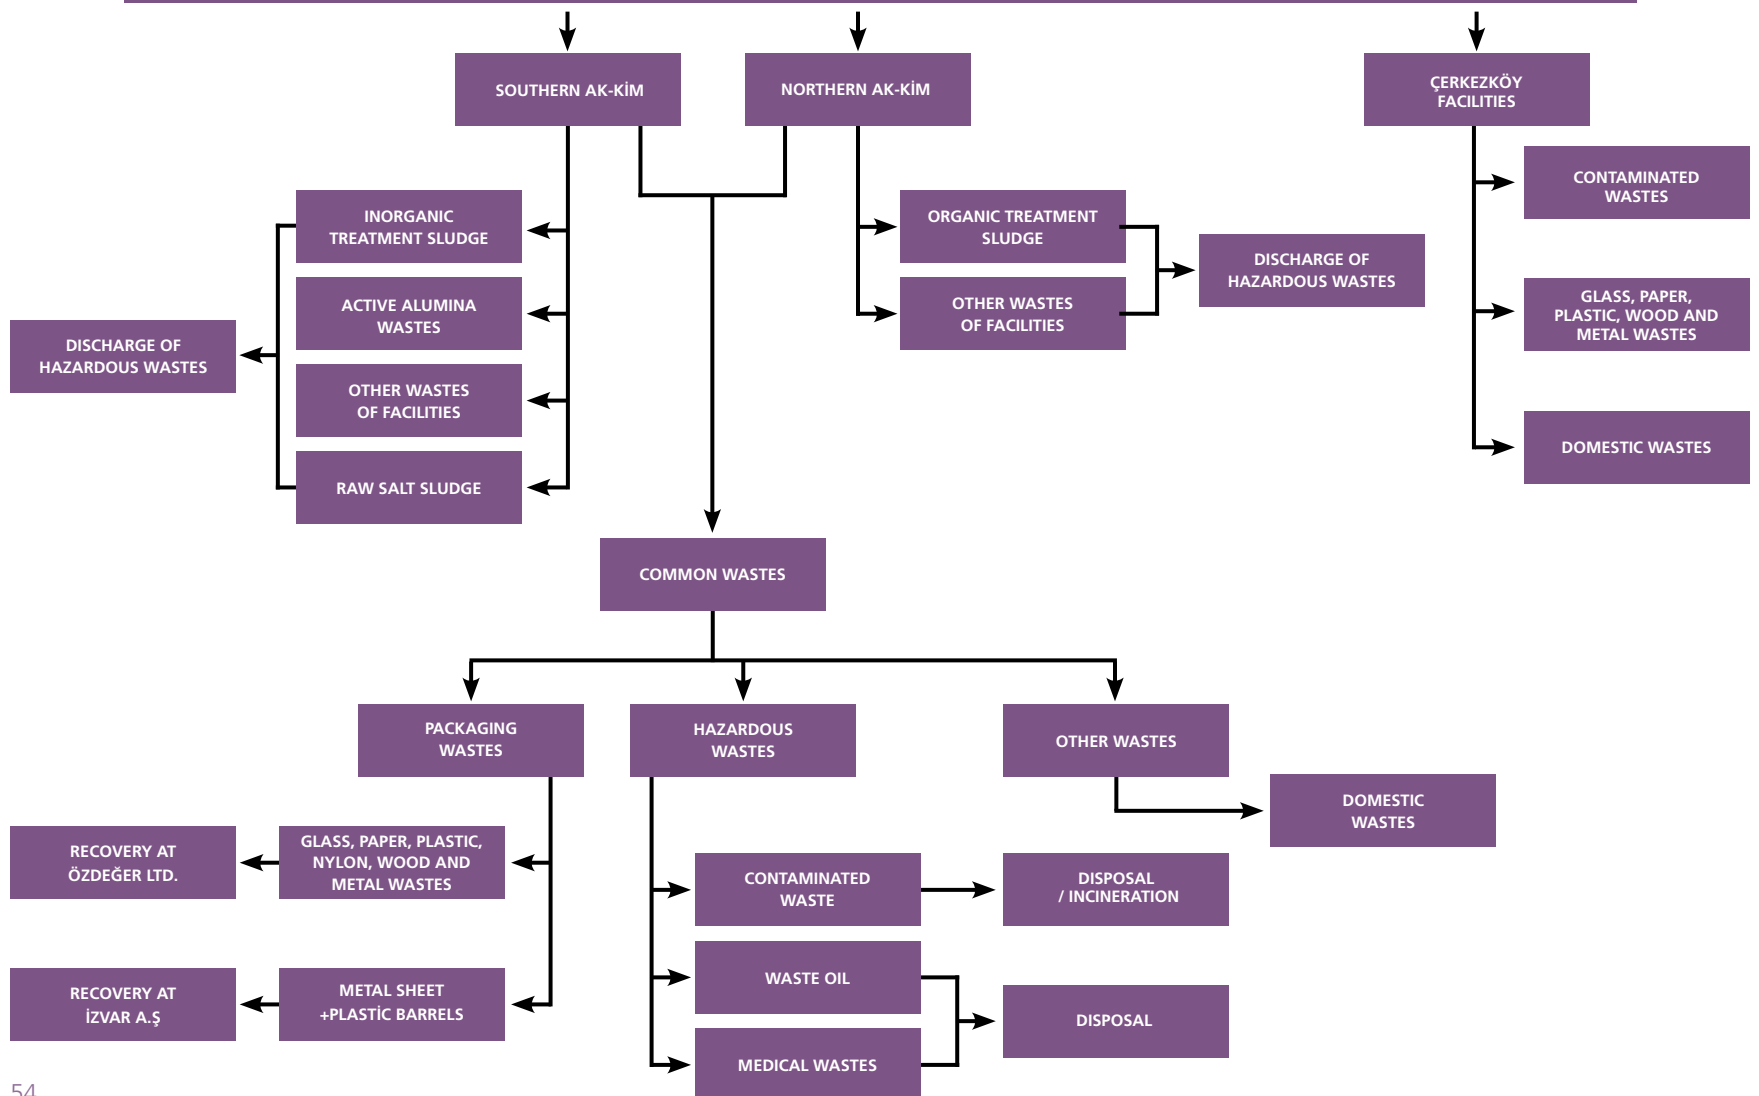 SOUTHERN AK-KİM
NORTHERN AK-KİM
ÇERKEZKÖY
FACILITIES
CONTAMINATED
WASTES
INORGANIC
TREATMENT SLUDGE
ORGANIC TREATMENT
SLUDGE
DISCHARGE OF
HAZARDOUS WASTES
ACTIVE ALUMINA
WASTES
OTHER WASTES
OF FACILITIES
GLASS, PAPER,
PLASTIC, WOOD AND
METAL WASTES
DISCHARGE OF
HAZARDOUS WASTES
OTHER WASTES
OF FACILITIES
DOMESTIC WASTES
RAW SALT SLUDGE
COMMON WASTES
PACKAGING
WASTES
HAZARDOUS
WASTES
OTHER WASTES
DOMESTIC
WASTES
RECOVERY AT
ÖZDEĞER LTD.
GLASS, PAPER, PLASTIC,
NYLON, WOOD AND
METAL WASTES
CONTAMINATED
WASTE
DISPOSAL
/ INCINERATION
RECOVERY AT
İZVAR A.Ş
METAL SHEET
+PLASTİC BARRELS
WASTE OIL
DISPOSAL
MEDICAL WASTES
54